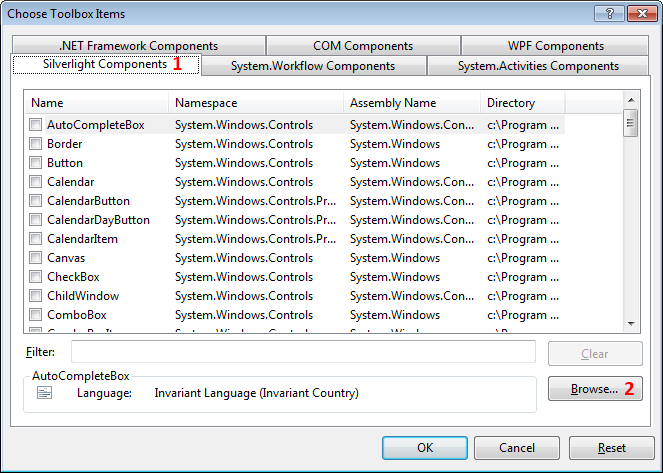 Choose Toolbox Items
.NET Framework Components COM Components WPF Components
Silverlight Components 1 System.Workflow Components System.Activities Components
Name Namespace Assembly Name Directory
AutoCompleteBox System.Windows.Controls System.Windows.Con... c:\Program ...
Border System.Windows.Controls System.Windows c:\Program ...
Button System.Windows.Controls System.Windows c:\Program ...
Calendar System.Windows.Controls System.Windows.Con... c:\Program ...
CalendarButton System.Windows.Controls.Pr... System.Windows.Con... c:\Program ...
CalendarDayButton System.Windows.Controls.Pr... System.Windows.Con... c:\Program ...
CalendarItem System.Windows.Controls.Pr... System.Windows.Con... c:\Program ...
Canvas System.Windows.Controls System.Windows c:\Program ...
CheckBox System.Windows.Controls System.Windows c:\Program ...
ChildWindow System.Windows.Controls System.Windows.Con... c:\Program ...
ComboBox System.Windows.Controls System.Windows c:\Program ...
Filter: Clear
AutoCompleteBox
Language: Invariant Language (Invariant Country)
Browse... 2
OK Cancel Reset